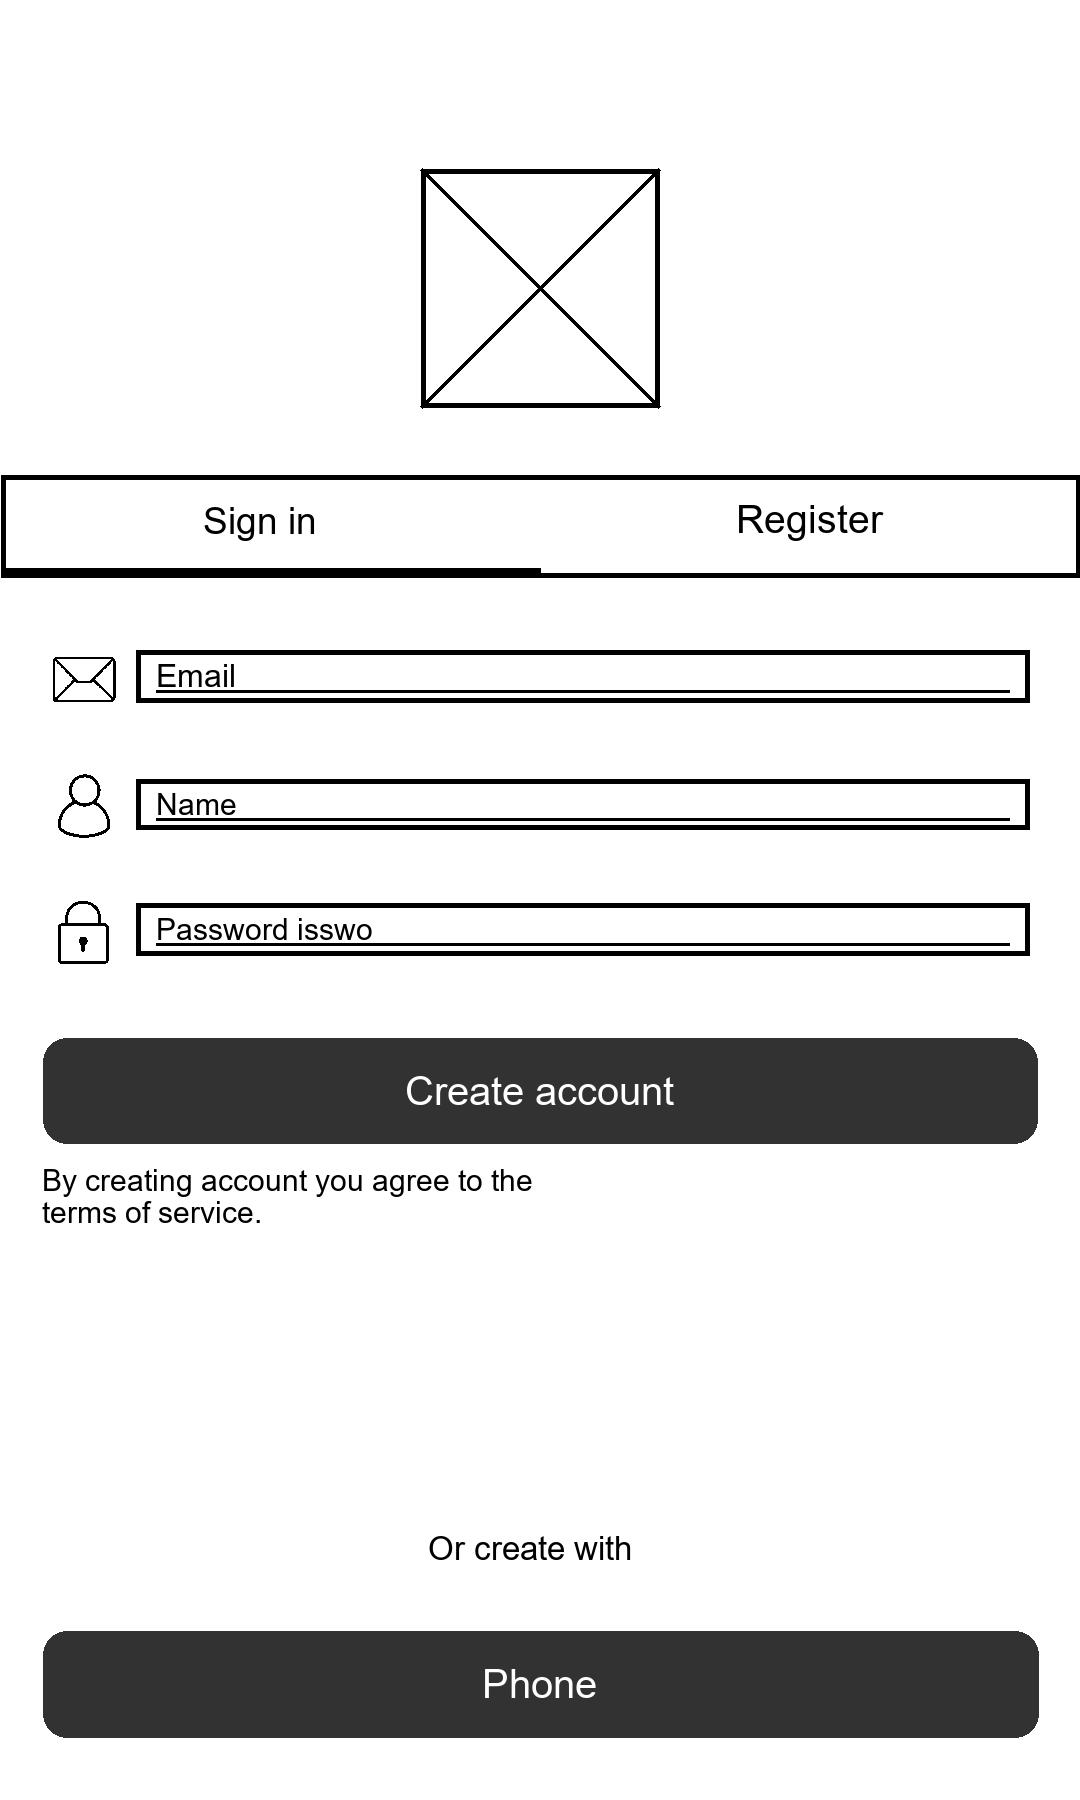 Sign in
Register
Email
Name
Password isswo
Create account
By creating account you agree to the
terms of service.
Or create with
Phone